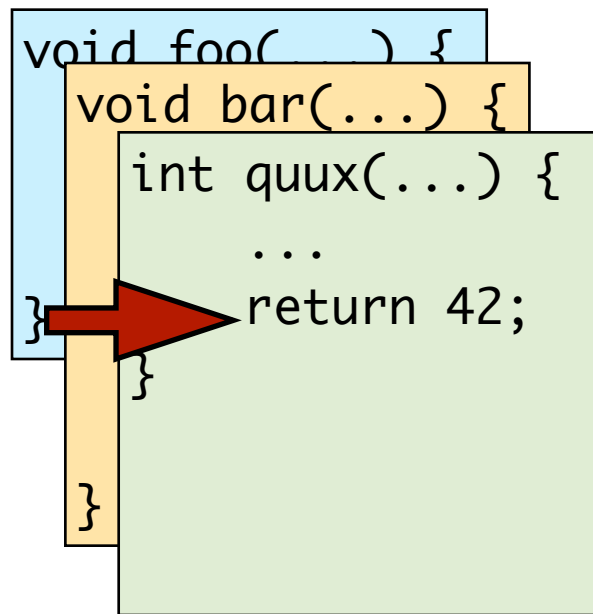 void foo(...) {
void bar(...) {
int quux(...) {
...
return 42;
}
}
}